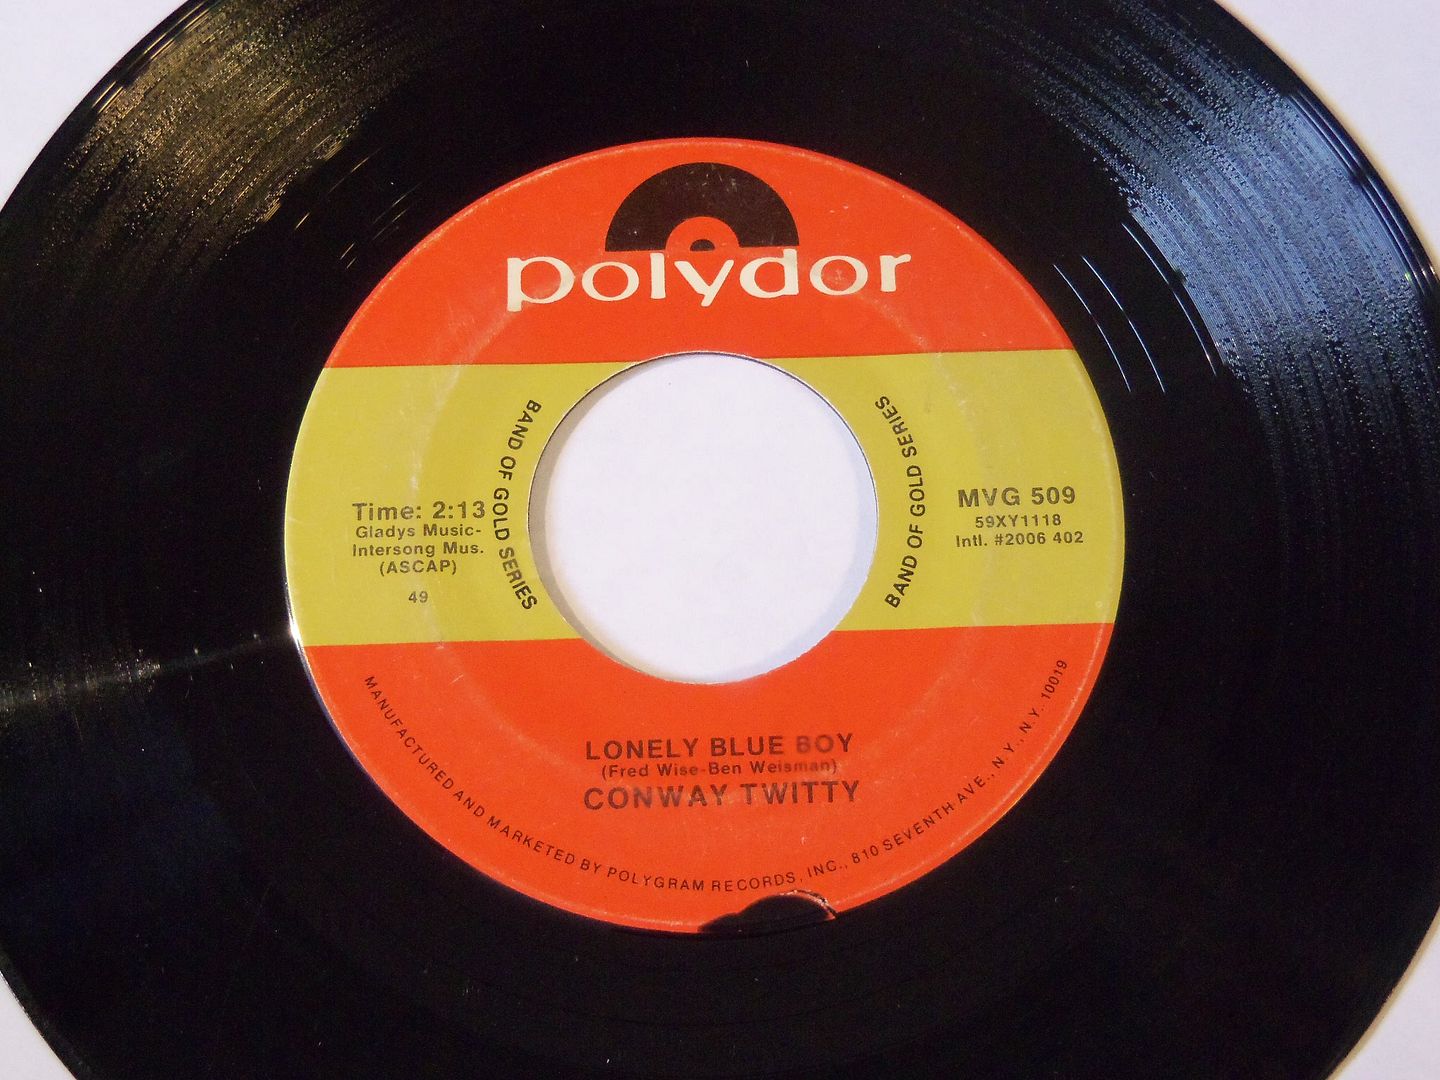 polydor
BAND OF GOLD SERIES
BAND OF GOLD SERIES
Time: 2:13
Gladys Music-
Intersong Mus.
(ASCAP)
49
MVG 509
59XY1118
Intl. #2006 402
LONELY BLUE BOY
(Fred Wise-Ben Weisman)
CONWAY TWITTY
MANUFACTURED AND MARKETED BY POLYGRAM RECORDS, INC., 810 SEVENTH AVE., N.Y., N.Y. 10019